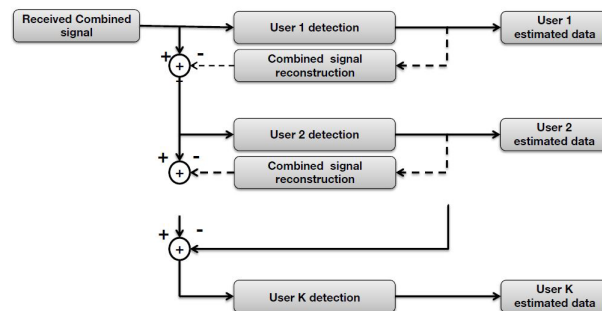 Received Combined
signal
User 1 detection
User 1
estimated data
+
-
Combined signal
reconstruction
+
User 2 detection
User 2
estimated data
+
-
Combined signal
reconstruction
+
+
-
+
User K detection
User K
estimated data